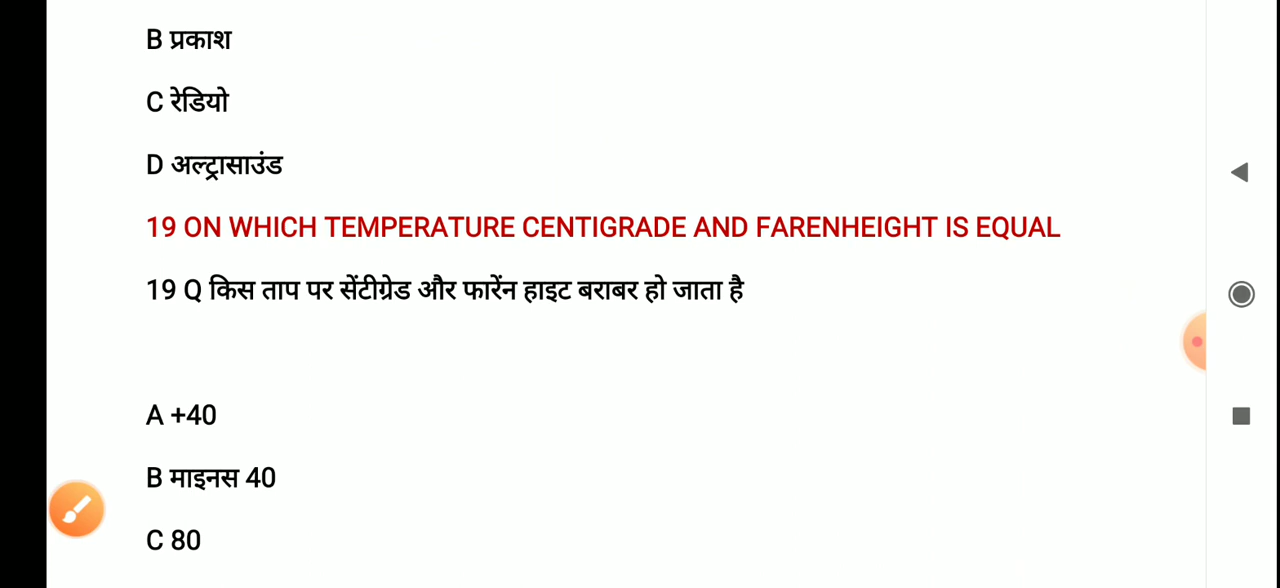 B प्रकाश
C रेडियो
D अल्ट्रासाउंड
19 ON WHICH TEMPERATURE CENTIGRADE AND FARENHEIGHT IS EQUAL
19 Q किस ताप पर सेंटीग्रेड और फारेंन हाइट बराबर हो जाता है
A +40
B माइनस 40
C 80